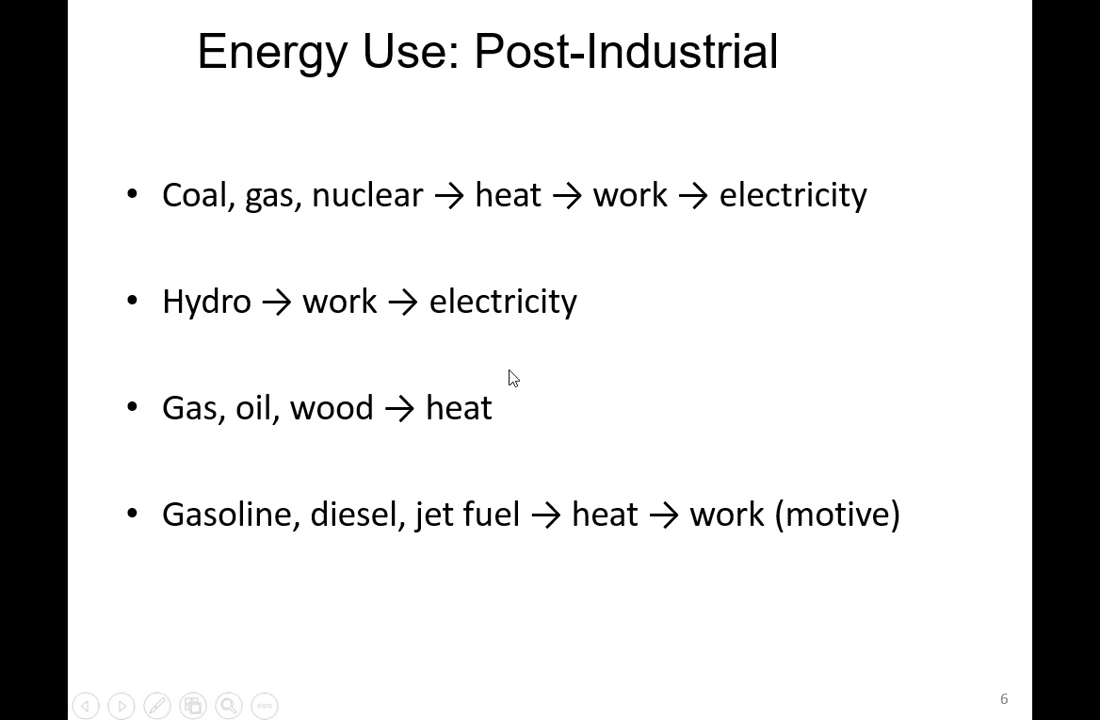 Energy Use: Post-Industrial
• Coal, gas, nuclear → heat → work → electricity
• Hydro → work → electricity
• Gas, oil, wood → heat
• Gasoline, diesel, jet fuel → heat → work (motive)
6